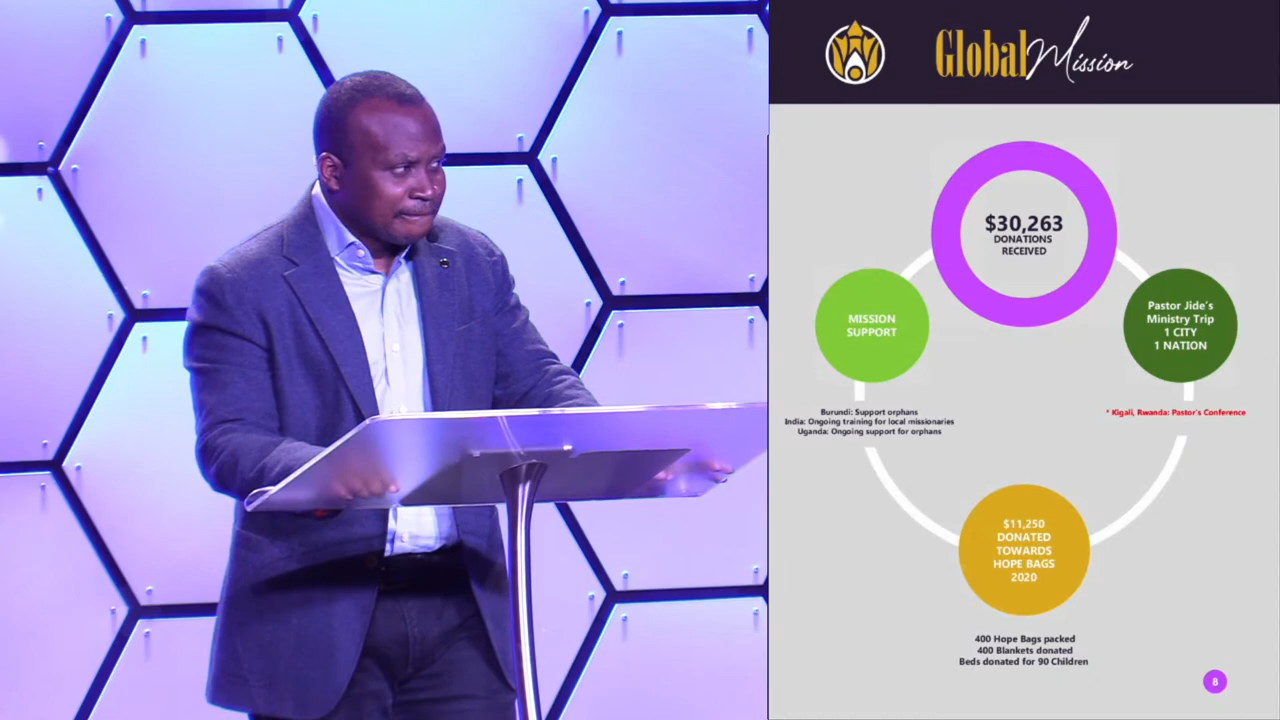 Global Mission
$30,263
DONATIONS
RECEIVED
MISSION
SUPPORT
Burundi: Support orphans
India: Ongoing training for local missionaries
Uganda: Ongoing support for orphans
Pastor Jide's
Ministry Trip
1 CITY
1 NATION
* Kigali, Rwanda: Pastor's Conference
$11,250
DONATED
TOWARDS
HOPE BAGS
2020
400 Hope Bags packed
400 Blankets donated
Beds donated for 90 Children
8